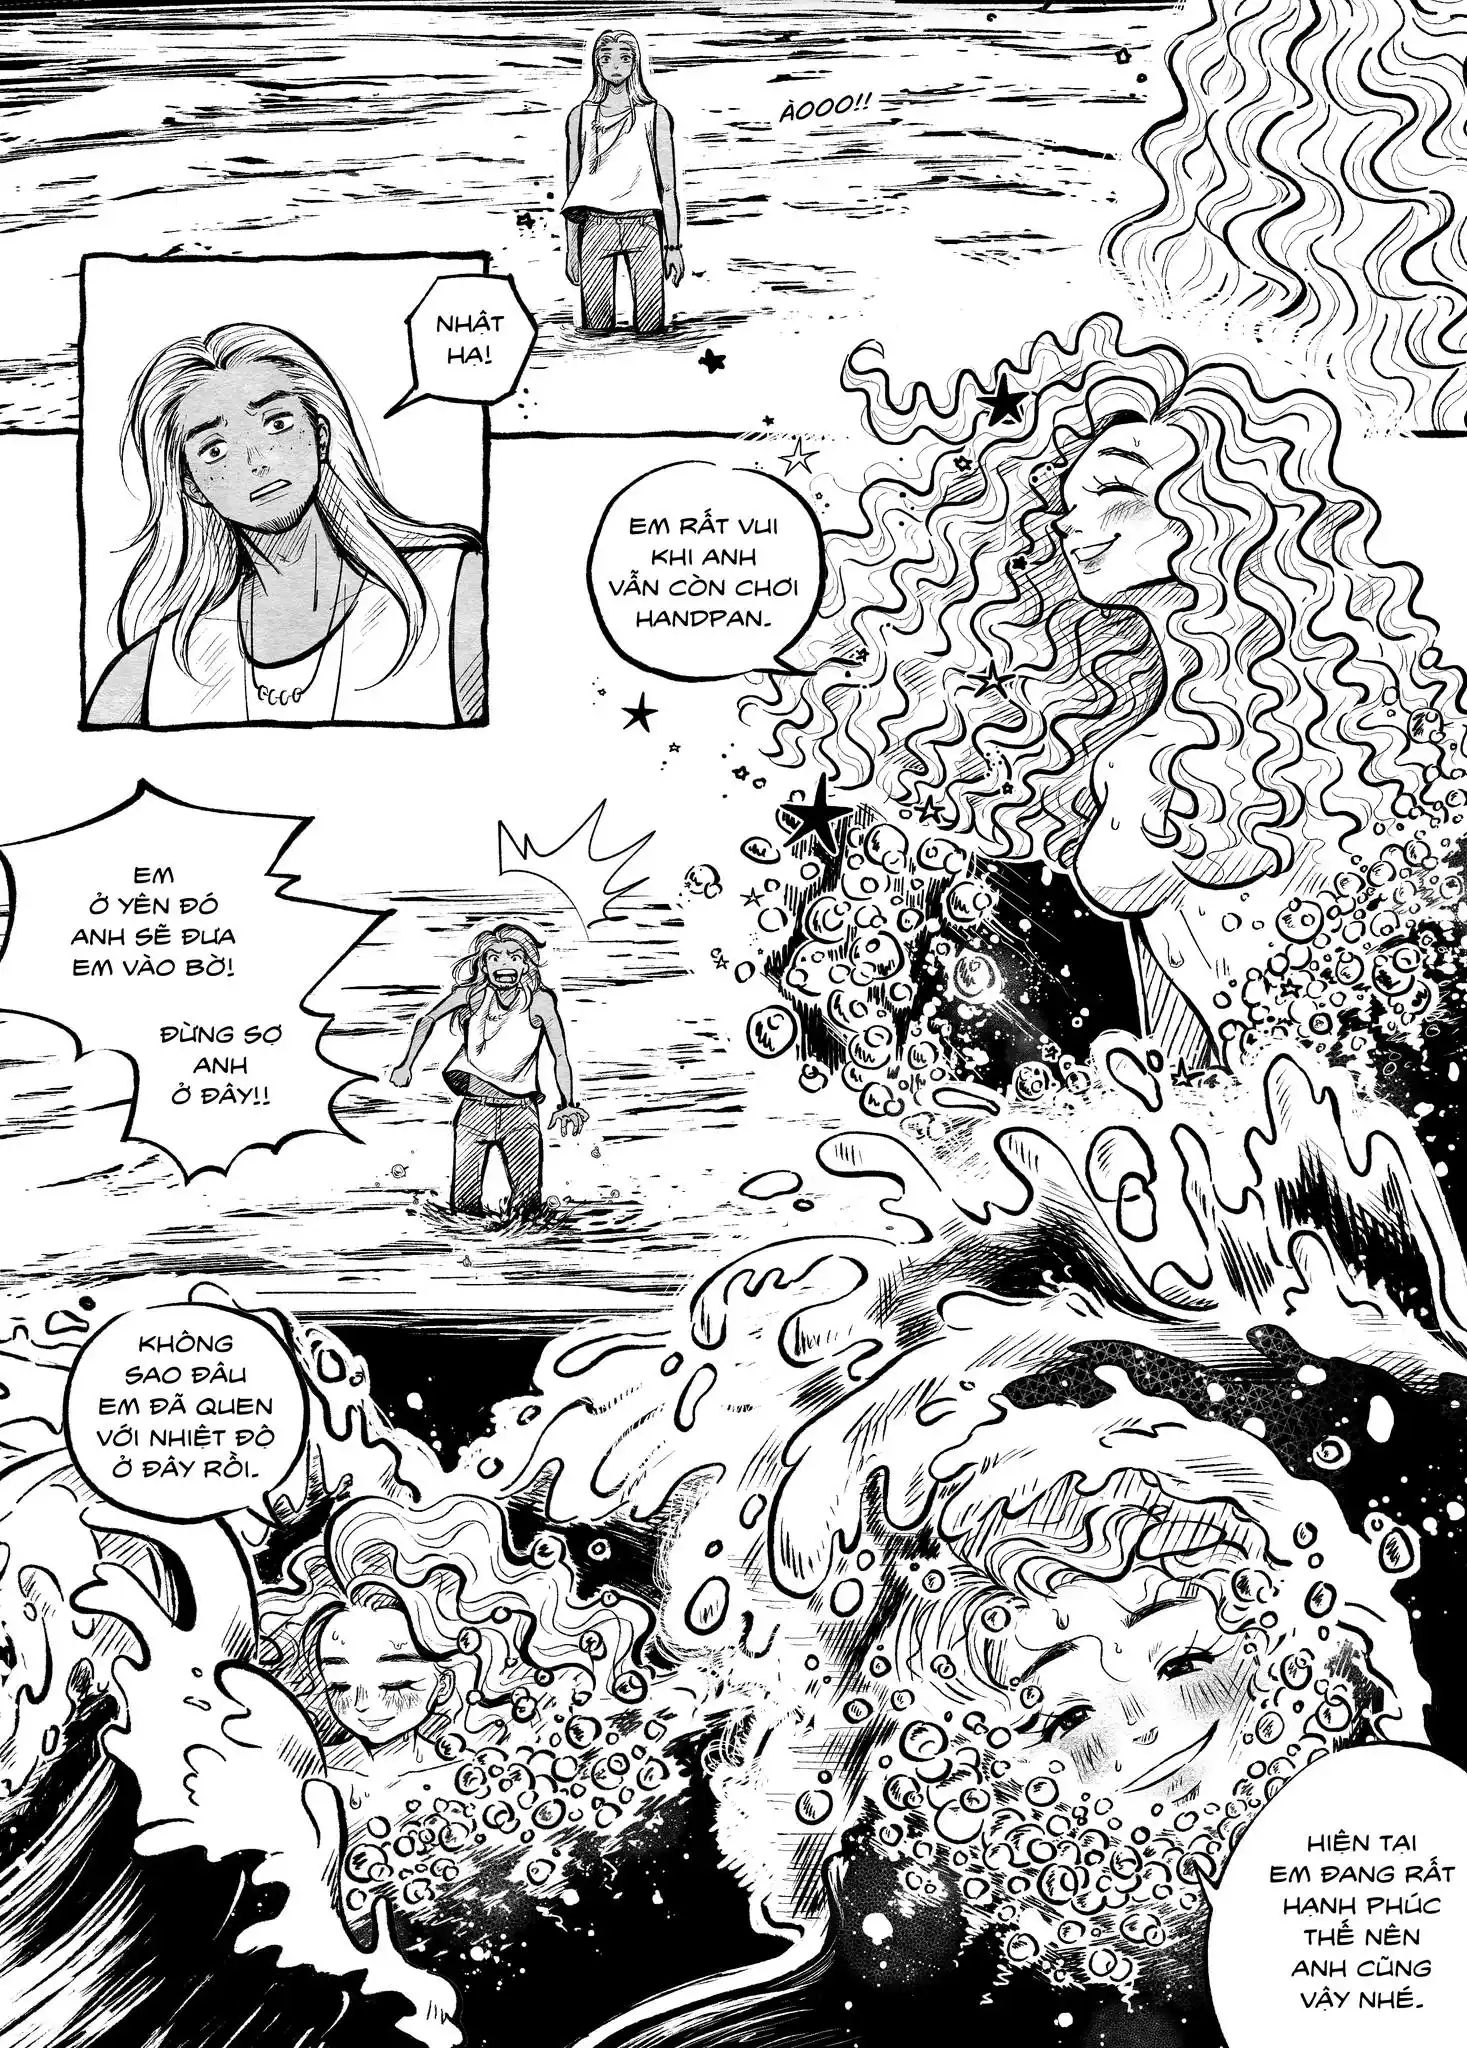 ÀOOO!!
NHẬT
HẠ!
EM RẤT VUI
KHI ANH
VẪN CÒN CHƠI
HANDPAN.
EM
Ở YÊN ĐÓ
ANH SẼ ĐƯA
EM VÀO BỜ!
ĐỪNG SỢ
ANH
Ở ĐÂY!!
KHÔNG
SAO ĐÂU
EM ĐÃ QUEN
VỚI NHIỆT ĐỘ
Ở ĐÂY RỒI.
HIỆN TẠI
EM ĐANG RẤT
HẠNH PHÚC
THẾ NÊN
ANH CŨNG
VẬY NHÉ.